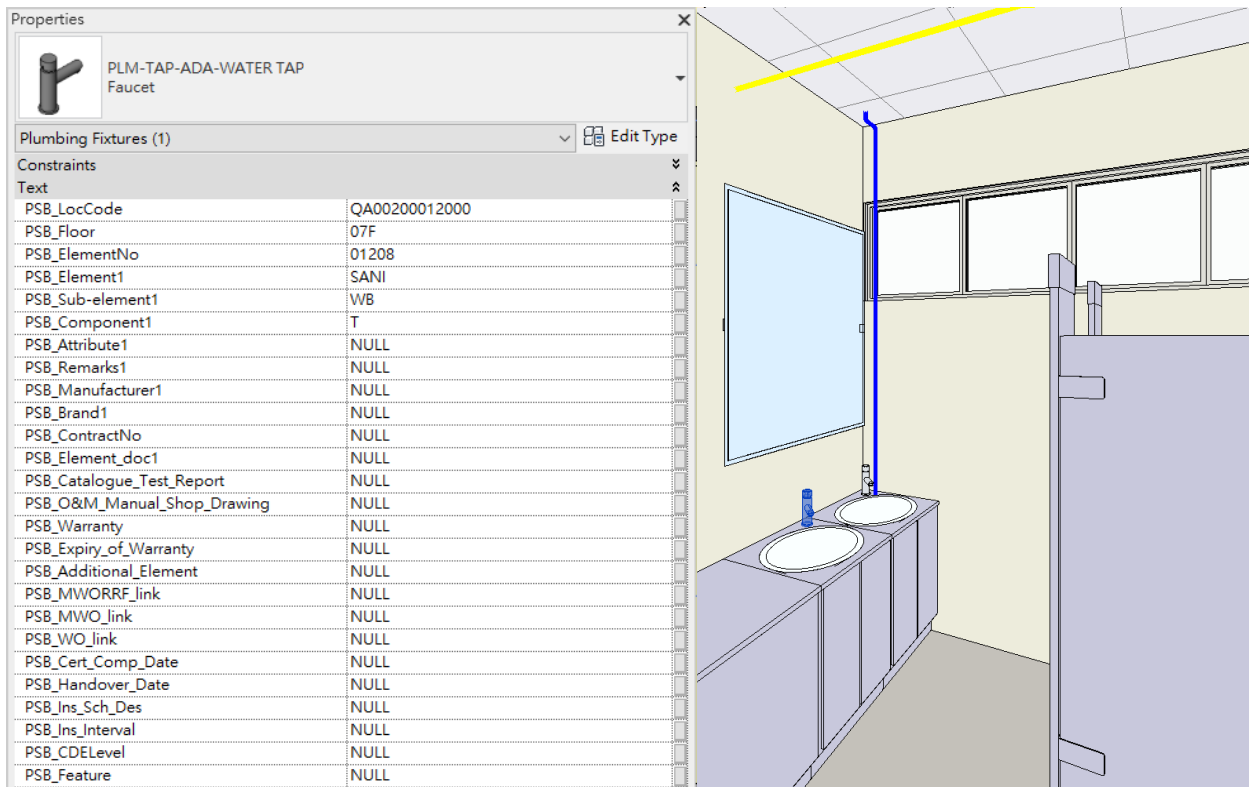 Properties
PLM-TAP-ADA-WATER TAP
Faucet
Plumbing Fixtures (1) Edit Type
Constraints
Text
PSB_LocCode QA00200012000
PSB_Floor 07F
PSB_ElementNo 01208
PSB_Element1 SANI
PSB_Sub-element1 WB
PSB_Component1 T
PSB_Attribute1 NULL
PSB_Remarks1 NULL
PSB_Manufacturer1 NULL
PSB_Brand1 NULL
PSB_ContractNo NULL
PSB_Element_doc1 NULL
PSB_Catalogue_Test_Report NULL
PSB_O&M_Manual_Shop_Drawing NULL
PSB_Warranty NULL
PSB_Expiry_of_Warranty NULL
PSB_Additional_Element NULL
PSB_MWORRF_link NULL
PSB_MWO_link NULL
PSB_WO_link NULL
PSB_Cert_Comp_Date NULL
PSB_Handover_Date NULL
PSB_Ins_Sch_Des NULL
PSB_Ins_Interval NULL
PSB_CDELevel NULL
PSB_Feature NULL